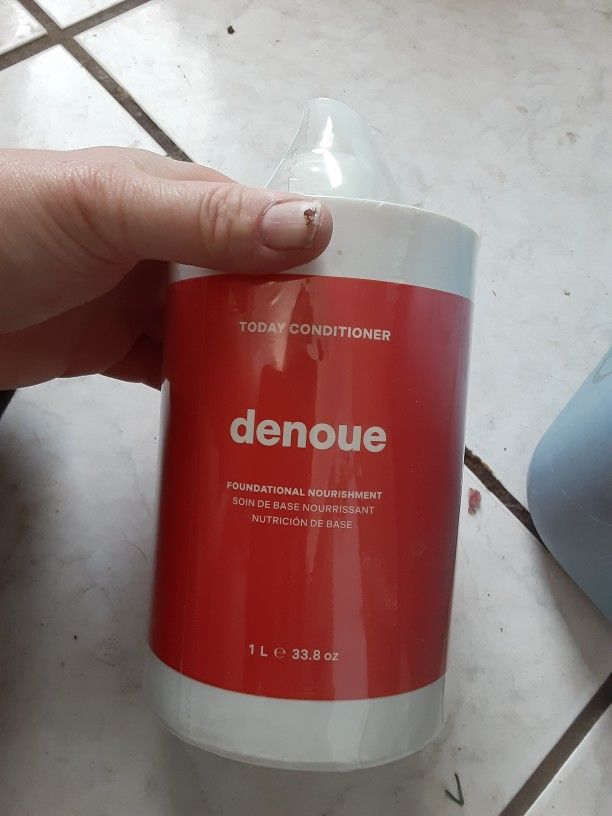 TODAY CONDITIONER
denoue
FOUNDATIONAL NOURISHMENT
SOIN DE BASE NOURRISSANT
NUTRICIÓN DE BASE
1 L ℮ 33.8 oz